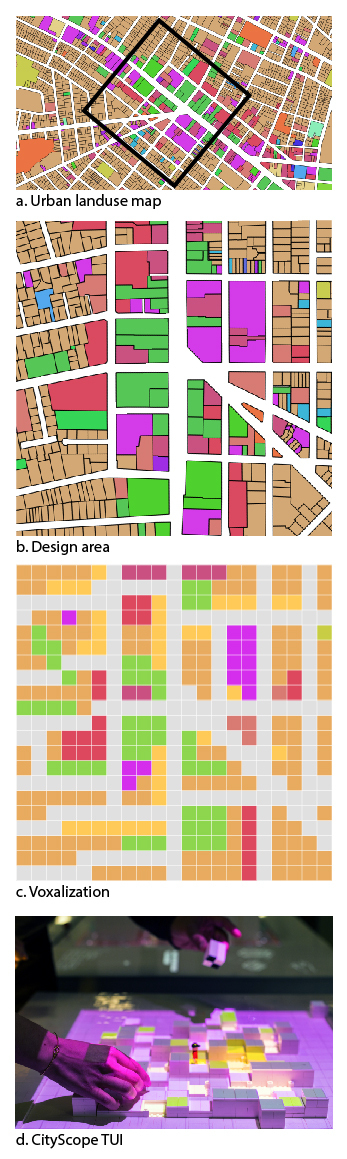 a. Urban landuse map
b. Design area
c. Voxalization
d. CityScope TUI